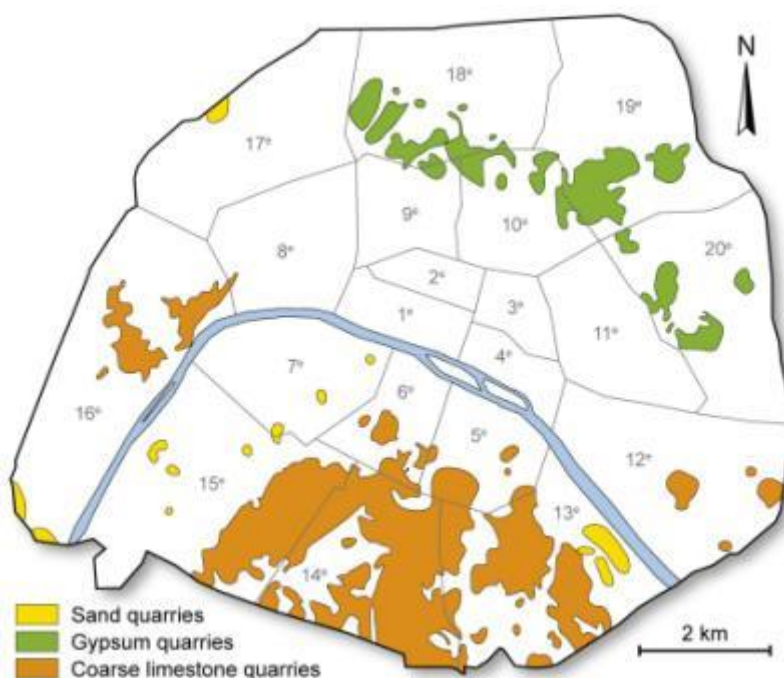 N
18ᵉ
19ᵉ
17ᵉ
9ᵉ
10ᵉ
20ᵉ
8ᵉ
2ᵉ
3ᵉ
1ᵉ
11ᵉ
4ᵉ
7ᵉ
6ᵉ
16ᵉ
5ᵉ
12ᵉ
15ᵉ
13ᵉ
14ᵉ
Sand quarries
Gypsum quarries
Coarse limestone quarries
2 km